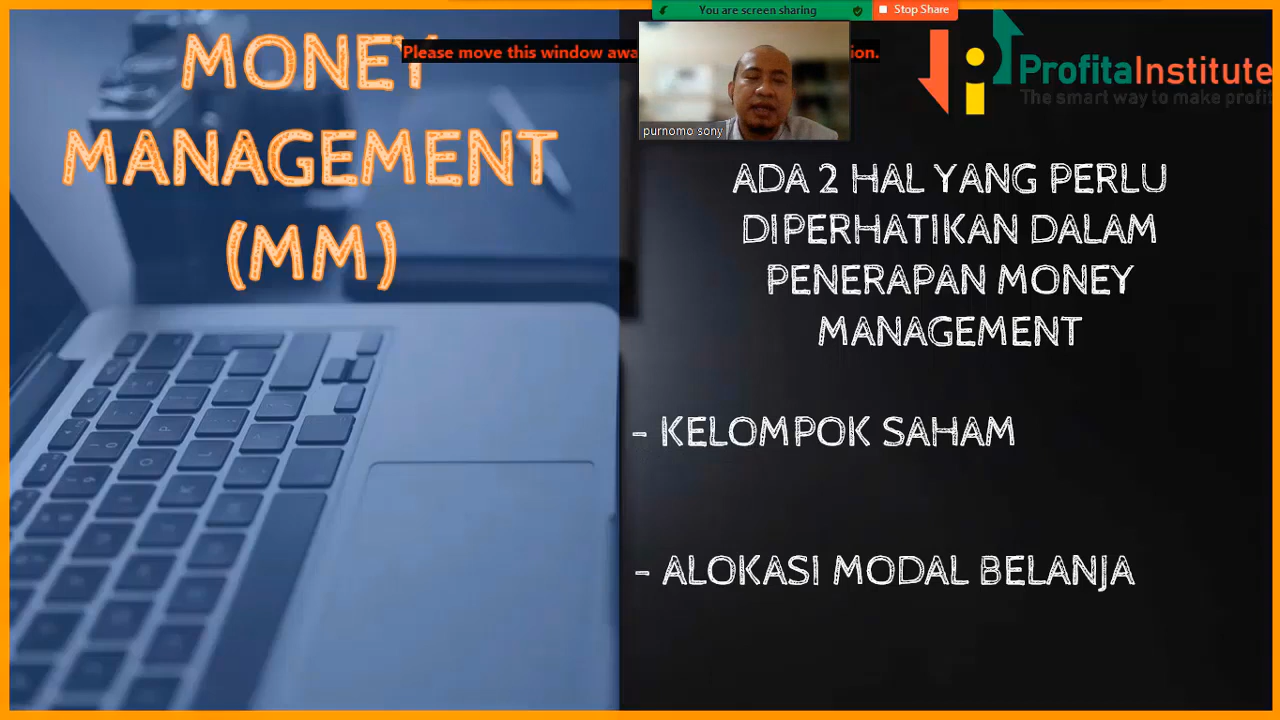 You are screen sharing
Stop Share
Please move this window awa
ion.
purnomo sony
ProfitaInstitute
The smart way to make profit
MONEY
MANAGEMENT
(MM)
ADA 2 HAL YANG PERLU
DIPERHATIKAN DALAM
PENERAPAN MONEY
MANAGEMENT
- KELOMPOK SAHAM
- ALOKASI MODAL BELANJA